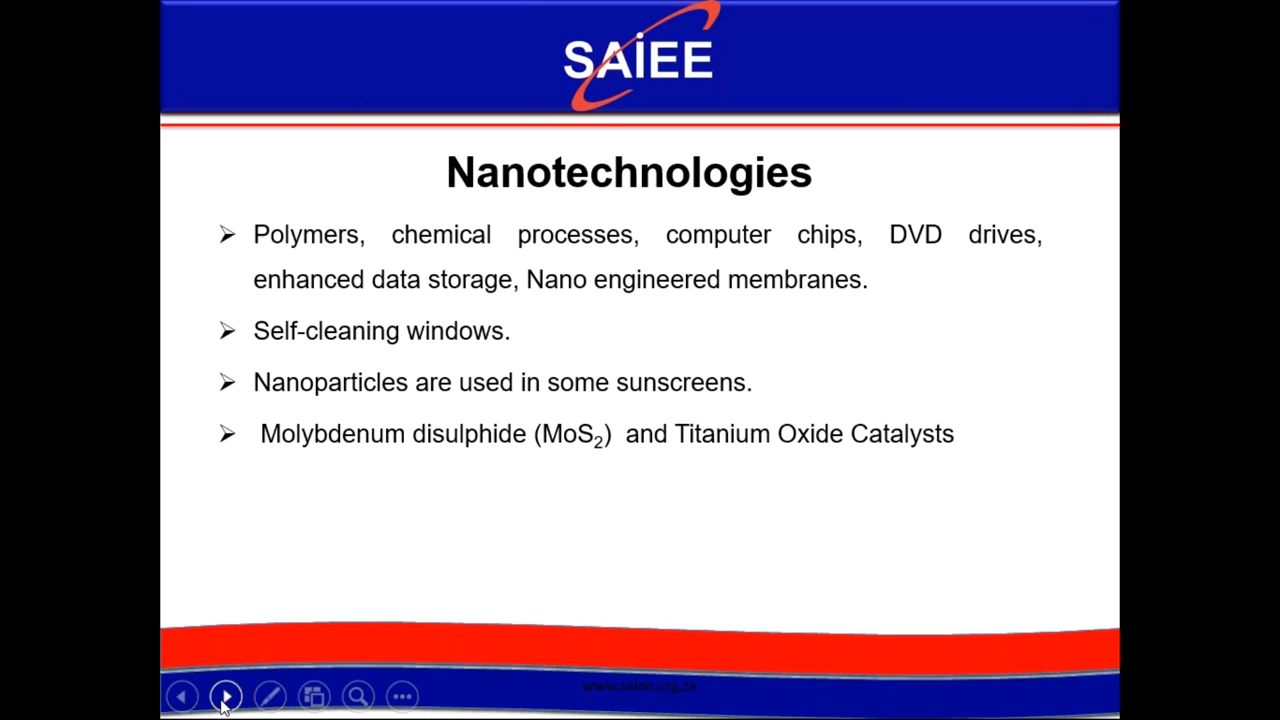 SAiEE
Nanotechnologies
➢ Polymers, chemical processes, computer chips, DVD drives,
enhanced data storage, Nano engineered membranes.
➢ Self-cleaning windows.
➢ Nanoparticles are used in some sunscreens.
➢ Molybdenum disulphide (MoS₂) and Titanium Oxide Catalysts
www.saiee.org.za